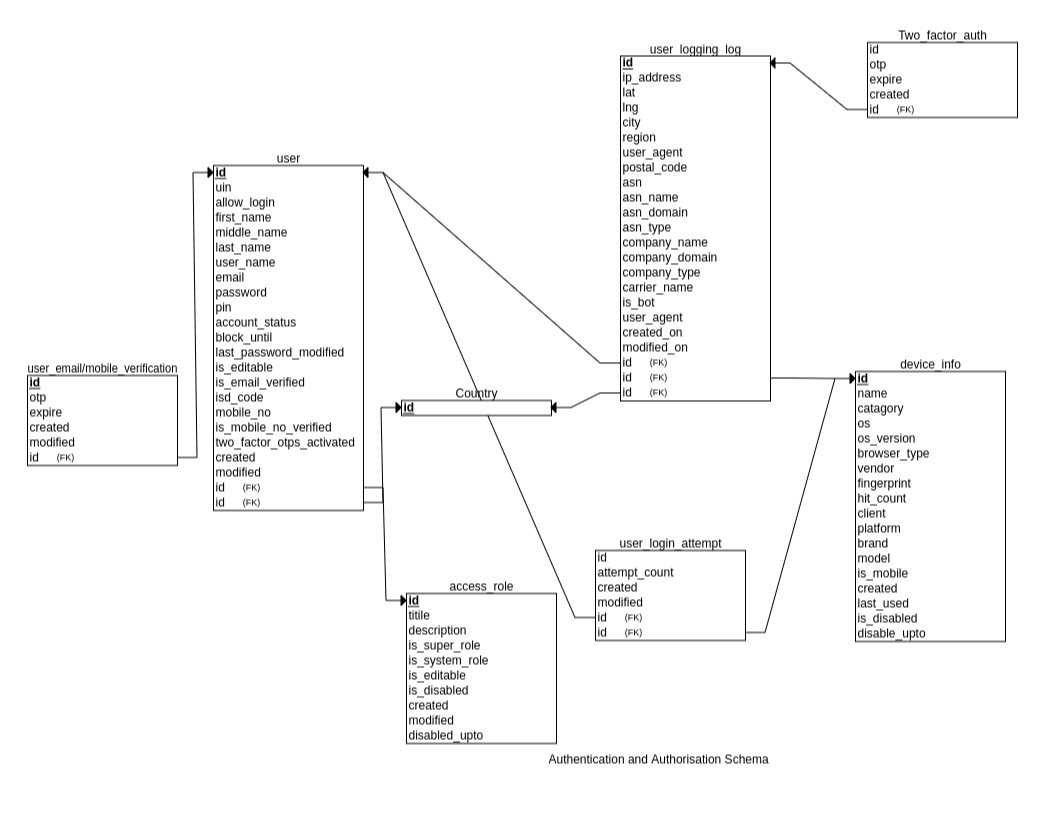 Two_factor_auth
id
otp
expire
created
id (FK)
user_logging_log
id
ip_address
lat
lng
city
region
user_agent
postal_code
asn
asn_name
asn_domain
asn_type
company_name
company_domain
company_type
carrier_name
is_bot
user_agent
created_on
modified_on
id (FK)
id (FK)
id (FK)
user
id
uin
allow_login
first_name
middle_name
last_name
user_name
email
password
pin
account_status
block_until
last_password_modified
is_editable
is_email_verified
isd_code
mobile_no
is_mobile_no_verified
two_factor_otps_activated
created
modified
id (FK)
id (FK)
user_email/mobile_verification
id
otp
expire
created
modified
id (FK)
Country
id
device_info
id
name
catagory
os
os_version
browser_type
vendor
fingerprint
hit_count
client
platform
brand
model
is_mobile
created
last_used
is_disabled
disable_upto
user_login_attempt
id
attempt_count
created
modified
id (FK)
id (FK)
access_role
id
titile
description
is_super_role
is_system_role
is_editable
is_disabled
created
modified
disabled_upto
Authentication and Authorisation Schema